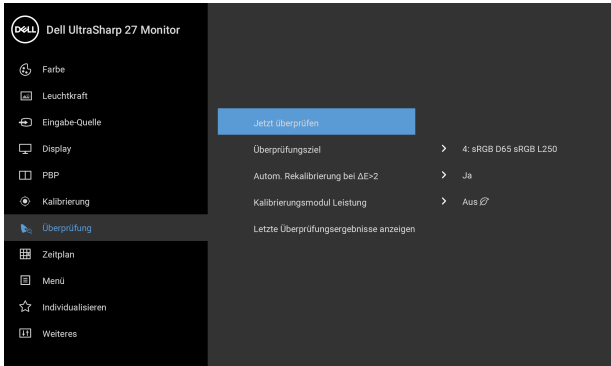 DELL
Dell UltraSharp 27 Monitor
Farbe
Leuchtkraft
Eingabe-Quelle
Display
PBP
Kalibrierung
Überprüfung
Zeitplan
Menü
Individualisieren
Weiteres
Jetzt überprüfen
Überprüfungsziel 4: sRGB D65 sRGB L250
Autom. Rekalibrierung bei ΔE>2 Ja
Kalibrierungsmodul Leistung Aus
Letzte Überprüfungsergebnisse anzeigen